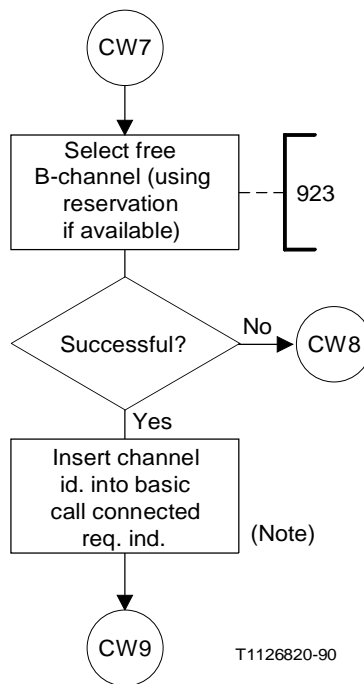 CW7
Select free
B-channel (using
reservation
if available)
923
Successful?
No
CW8
Yes
Insert channel
id. into basic
call connected
req. ind.
(Note)
CW9
T1126820-90